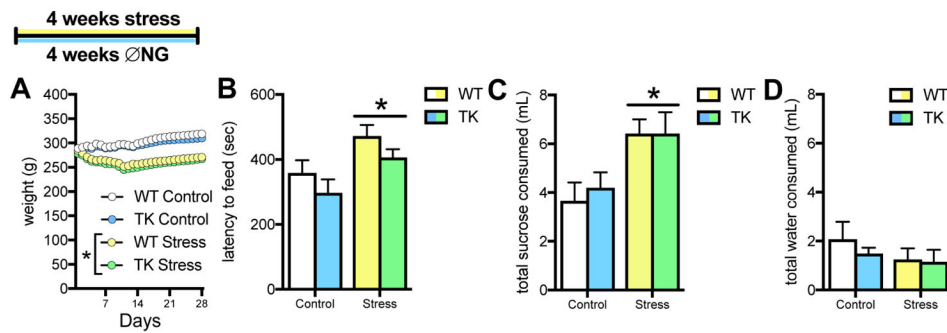 4 weeks stress
4 weeks ∅NG
A
weight (g)
400
350
300
250
200
150
100
50
0
7
14
21
28
Days
WT Control
TK Control
WT Stress
TK Stress
*
B
latency to feed (sec)
600
400
200
0
Control
Stress
*
WT
TK
C
total sucrose consumed (mL)
8
6
4
2
0
Control
Stress
*
WT
TK
D
total water consumed (mL)
8
6
4
2
0
Control
Stress
WT
TK